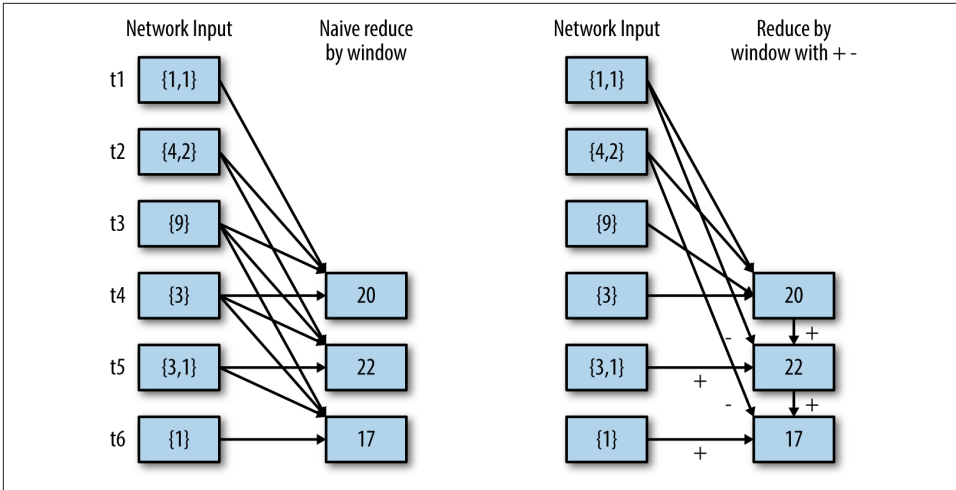 Network Input
Naive reduce
by window
t1
{1,1}
t2
{4,2}
t3
{9}
t4
{3}
20
t5
{3,1}
22
t6
{1}
17
Network Input
Reduce by
window with + -
{1,1}
{4,2}
{9}
{3}
20
- +
{3,1}
+
22
- +
{1}
+
17